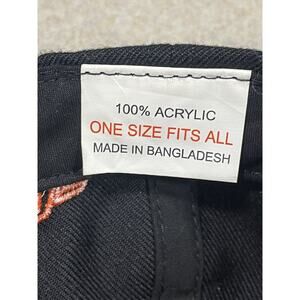 100% ACRYLIC
ONE SIZE FITS ALL
MADE IN BANGLADESH